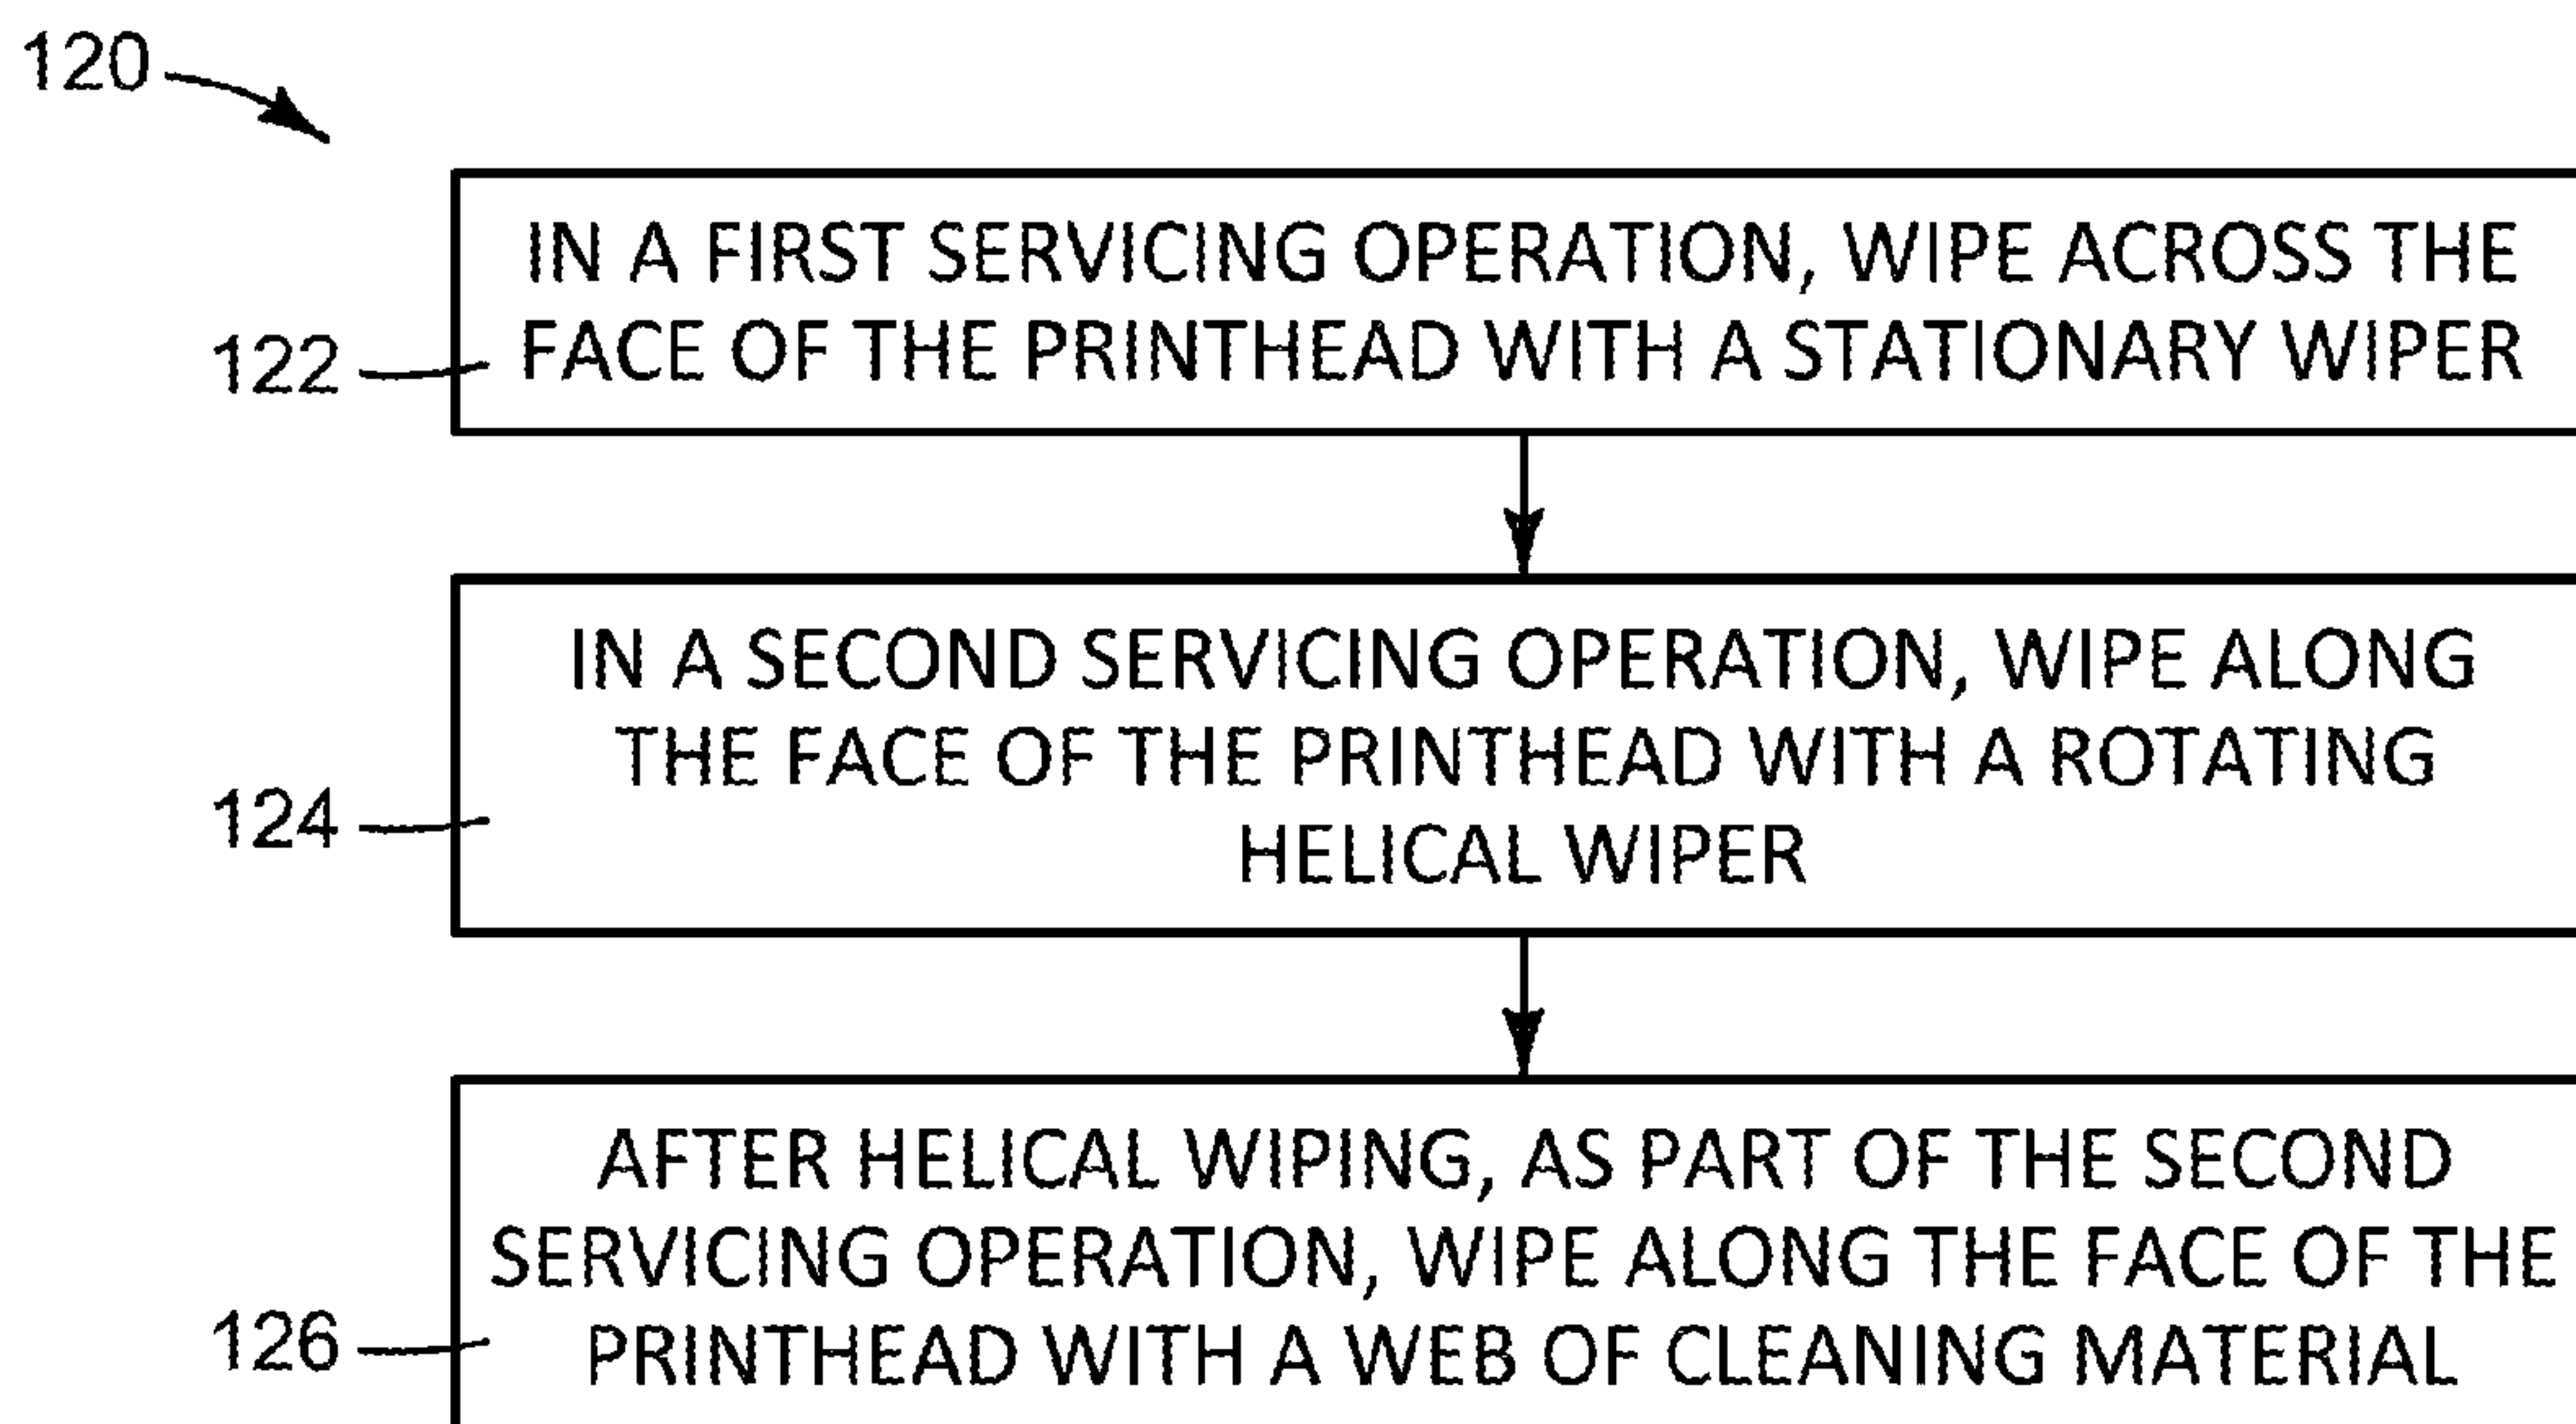 120
IN A FIRST SERVICING OPERATION, WIPE ACROSS THE
FACE OF THE PRINTHEAD WITH A STATIONARY WIPER
122
IN A SECOND SERVICING OPERATION, WIPE ALONG
THE FACE OF THE PRINTHEAD WITH A ROTATING
124
HELICAL WIPER
AFTER HELICAL WIPING, AS PART OF THE SECOND
SERVICING OPERATION, WIPE ALONG THE FACE OF THE
126
PRINTHEAD WITH A WEB OF CLEANING MATERIAL